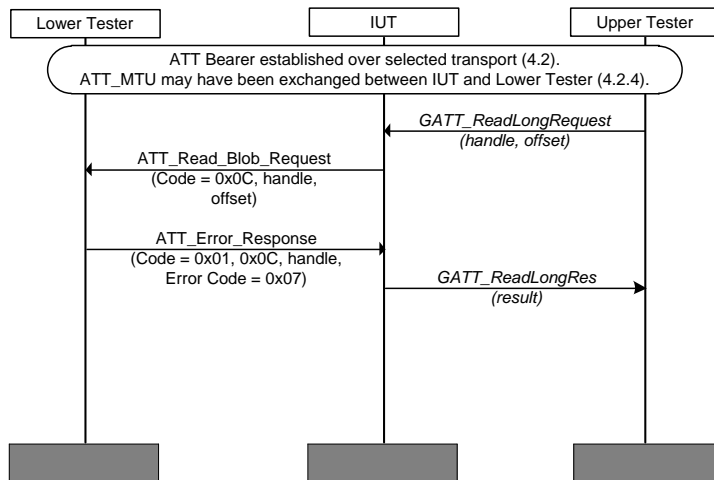 Lower Tester
IUT
Upper Tester
ATT Bearer established over selected transport (4.2).
ATT_MTU may have been exchanged between IUT and Lower Tester (4.2.4).
GATT_ReadLongRequest
(handle, offset)
ATT_Read_Blob_Request
(Code = 0x0C, handle,
offset)
ATT_Error_Response
(Code = 0x01, 0x0C, handle,
Error Code = 0x07)
GATT_ReadLongRes
(result)